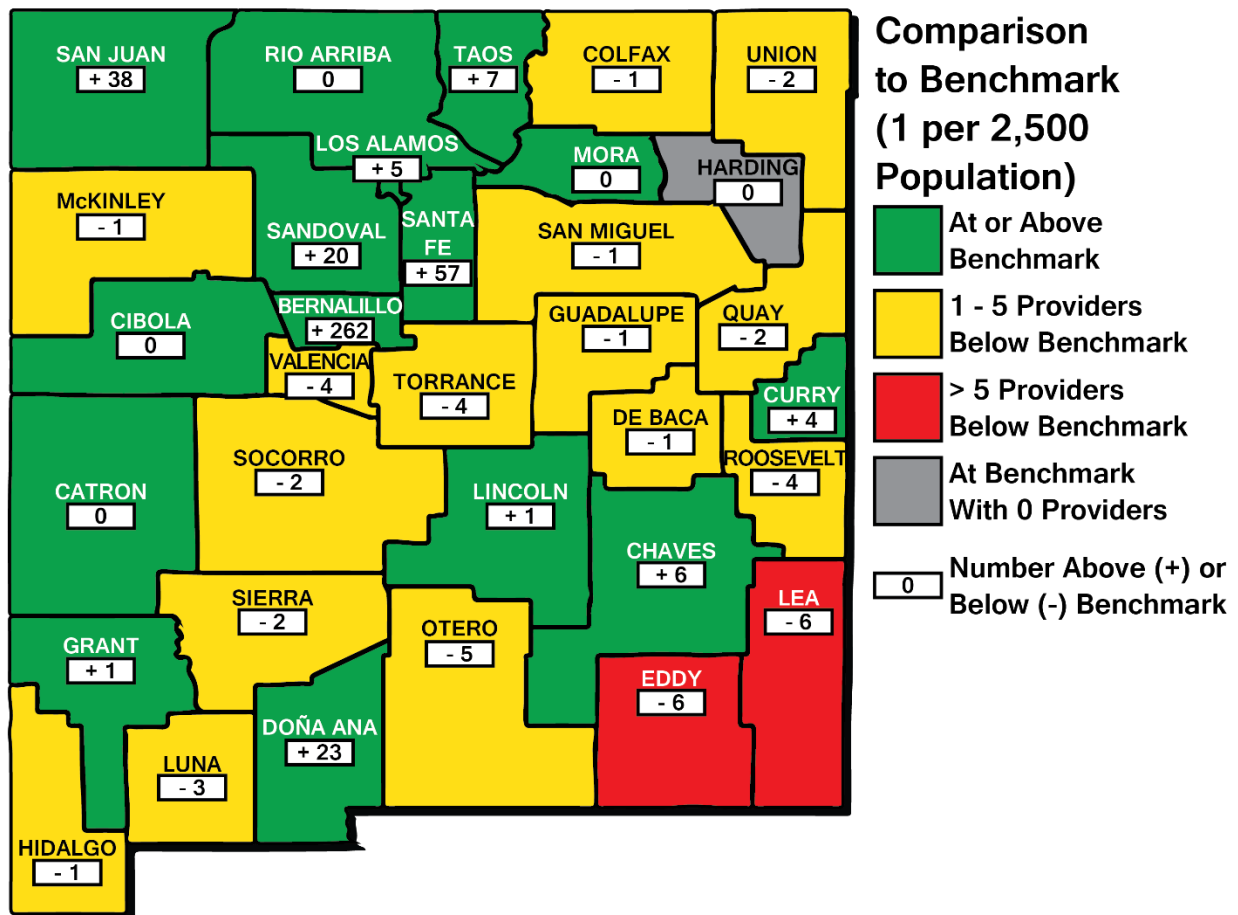 Comparison
to Benchmark
(1 per 2,500
Population)
At or Above
Benchmark
1 - 5 Providers
Below Benchmark
> 5 Providers
Below Benchmark
At Benchmark
With 0 Providers
0
Number Above (+) or
Below (-) Benchmark
SAN JUAN
+ 38
RIO ARRIBA
0
TAOS
+ 7
COLFAX
- 1
UNION
- 2
LOS ALAMOS
+ 5
MORA
0
HARDING
0
McKINLEY
- 1
SANDOVAL
+ 20
SANTA
FE
+ 57
SAN MIGUEL
- 1
CIBOLA
0
BERNALILLO
+ 262
VALENCIA
- 4
TORRANCE
- 4
GUADALUPE
- 1
QUAY
- 2
CURRY
+ 4
DE BACA
- 1
ROOSEVELT
- 4
SOCORRO
- 2
CATRON
0
LINCOLN
+ 1
CHAVES
+ 6
LEA
- 6
SIERRA
- 2
OTERO
- 5
GRANT
+ 1
EDDY
- 6
DOÑA ANA
+ 23
LUNA
- 3
HIDALGO
- 1